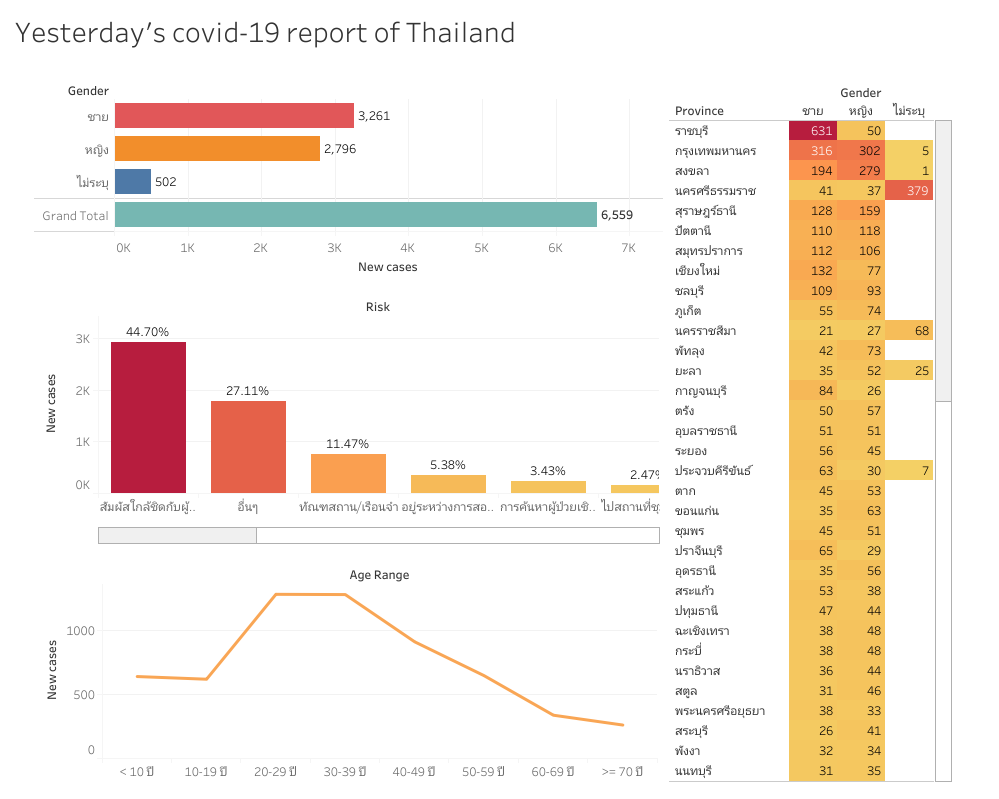 Yesterday's covid-19 report of Thailand
Gender
ชาย 3,261
หญิง 2,796
ไม่ระบุ 502
Grand Total 6,559
0K 1K 2K 3K 4K 5K 6K 7K
New cases
Risk
New cases
3K
2K
1K
0K
44.70% 27.11% 11.47% 5.38% 3.43% 2.47%
สัมผัสใกล้ชิดกับผู้.. อื่นๆ ทัณฑสถาน/เรือนจำ อยู่ระหว่างการสอ.. การค้นหาผู้ป่วยเชิ.. ไปสถานที่ชุ
Age Range
New cases
1000
500
0
< 10 ปี 10-19 ปี 20-29 ปี 30-39 ปี 40-49 ปี 50-59 ปี 60-69 ปี >= 70 ปี
Gender
Province ชาย หญิง ไม่ระบุ
ราชบุรี 631 50
กรุงเทพมหานคร 316 302 5
สงขลา 194 279 1
นครศรีธรรมราช 41 37 379
สุราษฎร์ธานี 128 159
ปัตตานี 110 118
สมุทรปราการ 112 106
เชียงใหม่ 132 77
ชลบุรี 109 93
ภูเก็ต 55 74
นครราชสีมา 21 27 68
พัทลุง 42 73
ยะลา 35 52 25
กาญจนบุรี 84 26
ตรัง 50 57
อุบลราชธานี 51 51
ระยอง 56 45
ประจวบคีรีขันธ์ 63 30 7
ตาก 45 53
ขอนแก่น 35 63
ชุมพร 45 51
ปราจีนบุรี 65 29
อุดรธานี 35 56
สระแก้ว 53 38
ปทุมธานี 47 44
ฉะเชิงเทรา 38 48
กระบี่ 38 48
นราธิวาส 36 44
สตูล 31 46
พระนครศรีอยุธยา 38 33
สระบุรี 26 41
พังงา 32 34
นนทบุรี 31 35